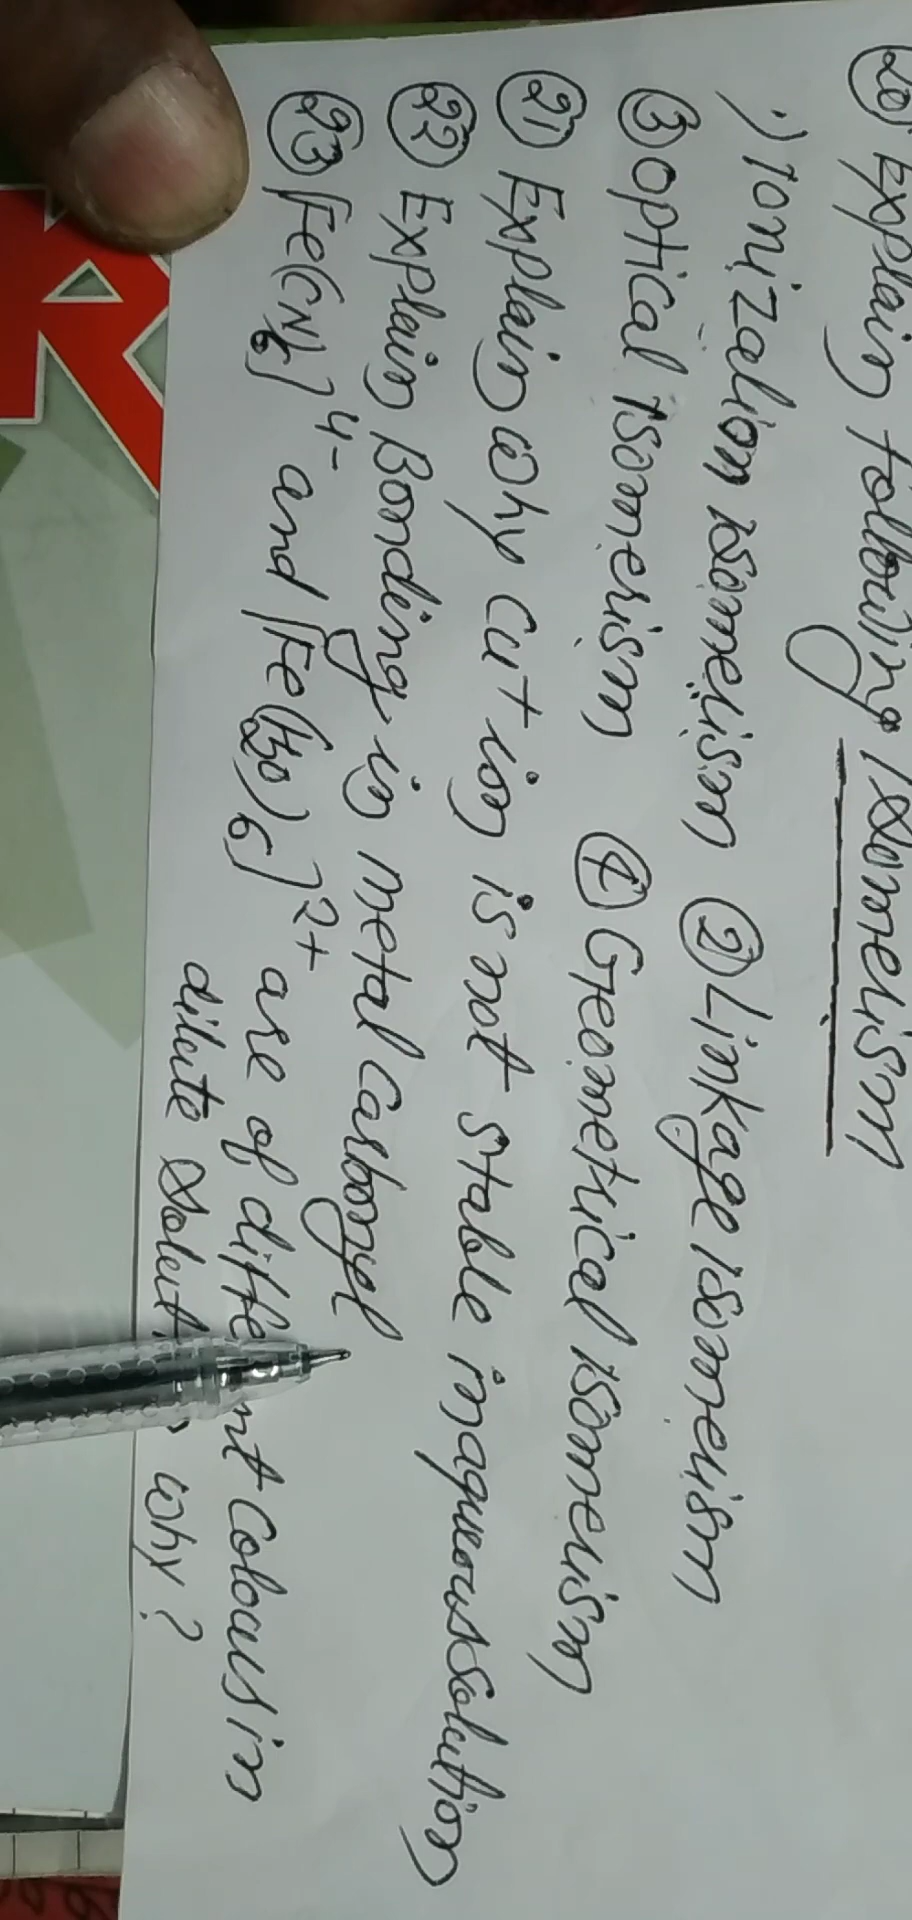 20 Explain following Isomerism
1) Ionization isomerism 2 Linkage isomerism
3 optical isomerism 4 Geometrical isomerism
21 Explain why Cu+ ion is not stable in aqueous solution
22 Explain Bonding in metal carbonyl
23 [Fe(CN)6]4- and [Fe(H2O)6]2+ are of different colours in
dilute why?